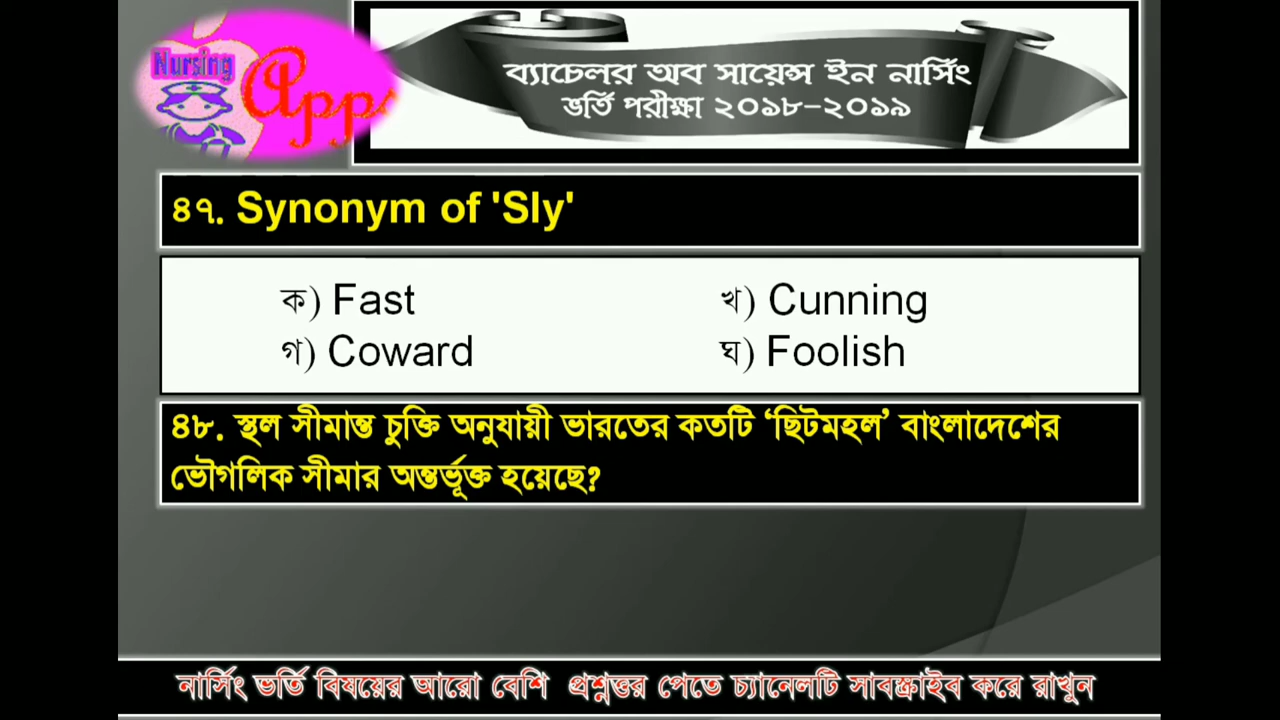 Nursing
Apps
ব্যাচেলর অব সায়েন্স ইন নার্সিং
ভর্তি পরীক্ষা ২০১৮-২০১৯
৪৭. Synonym of 'Sly'
ক) Fast
খ) Cunning
গ) Coward
ঘ) Foolish
৪৮. স্থল সীমান্ত চুক্তি অনুযায়ী ভারতের কতটি ‘ছিটমহল’ বাংলাদেশের
ভৌগলিক সীমার অন্তর্ভূক্ত হয়েছে?
নার্সিং ভর্তি বিষয়ের আরো বেশি প্রশ্নত্তর পেতে চ্যানেলটি সাবস্ক্রাইব করে রাখুন